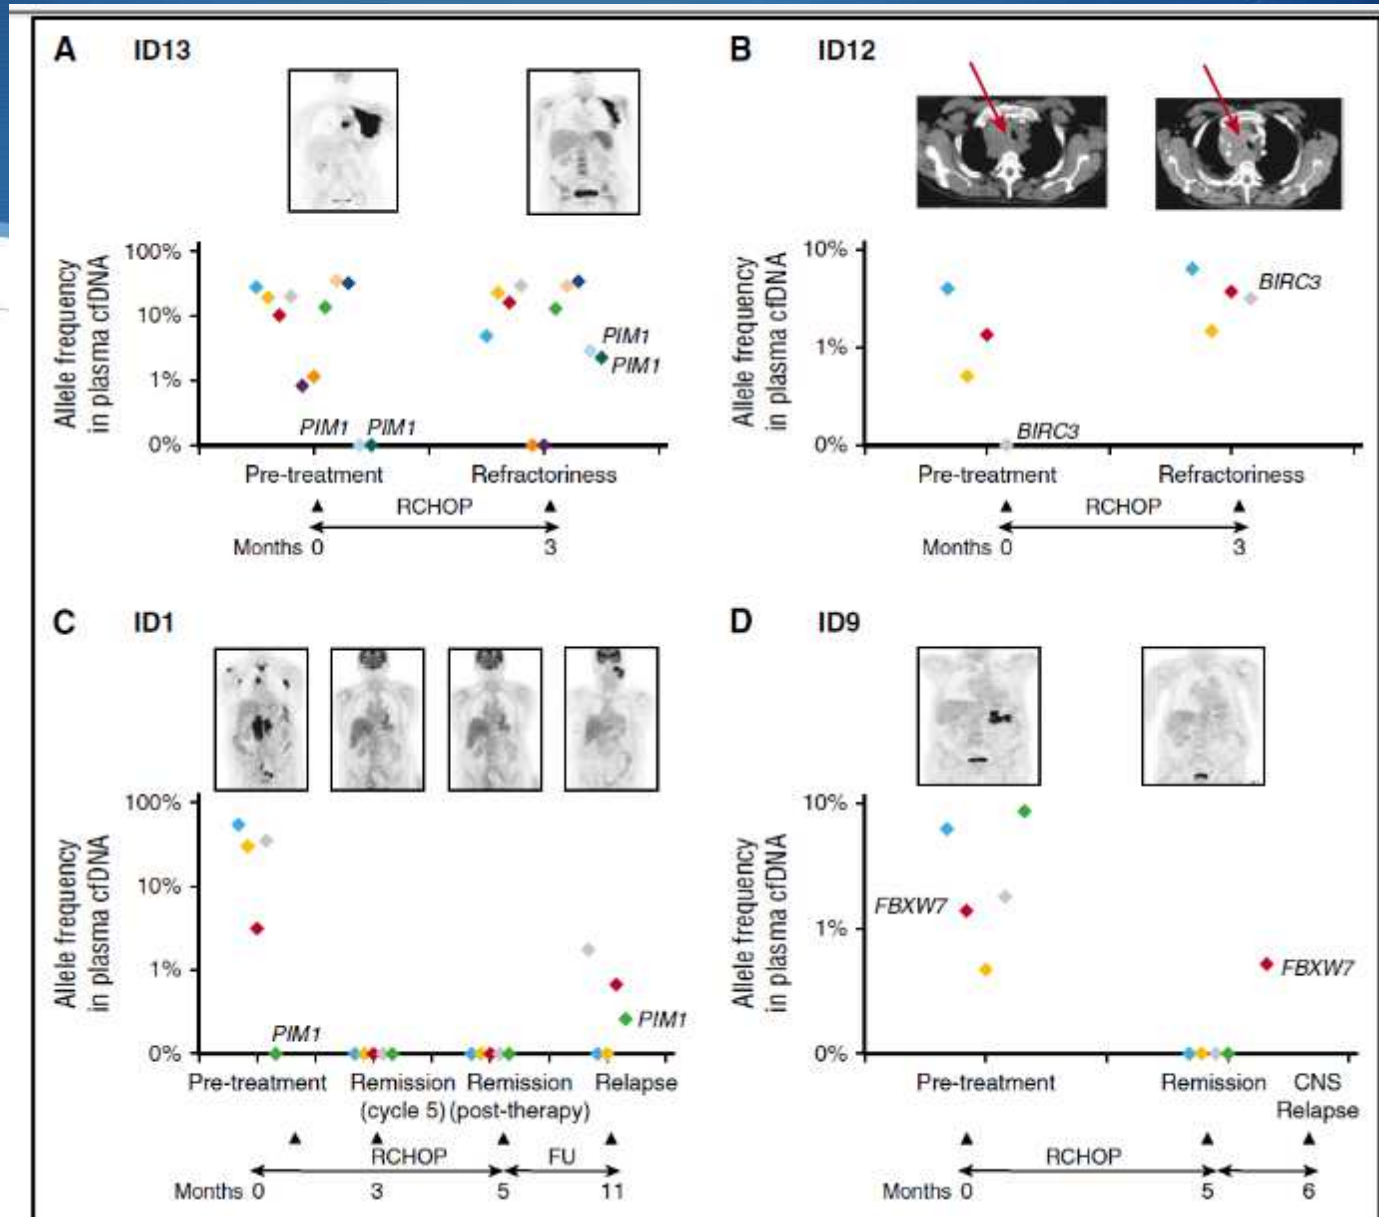 A ID13
100%
10%
1%
0%
Allele frequency
in plasma cfDNA
PIM1 PIM1
PIM1
PIM1
Pre-treatment Refractoriness
RCHOP
Months 0 3
B ID12
10%
1%
0%
Allele frequency
in plasma cfDNA
BIRC3
BIRC3
Pre-treatment Refractoriness
RCHOP
Months 0 3
C ID1
100%
10%
1%
0%
Allele frequency
in plasma cfDNA
PIM1
PIM1
Pre-treatment Remission Remission Relapse
(cycle 5) (post-therapy)
RCHOP FU
Months 0 3 5 11
D ID9
10%
1%
0%
Allele frequency
in plasma cfDNA
FBXW7
FBXW7
Pre-treatment Remission CNS
Relapse
RCHOP
Months 0 5 6